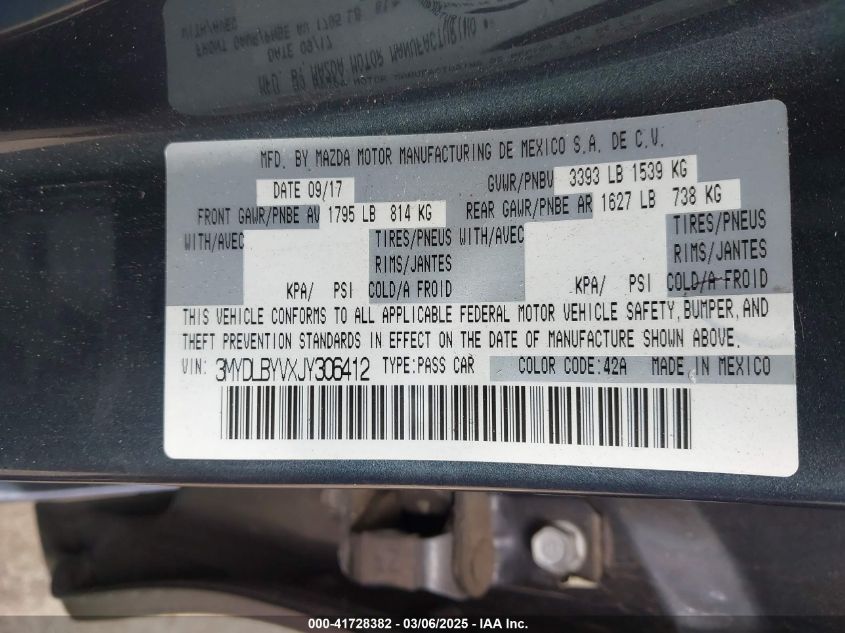 MFD. BY MAZDA MOTOR MANUFACTURING DE MEXICO S.A. DE C.V.
DATE 09/17 GVWR/PNBV 3393 LB 1539 KG
FRONT GAWR/PNBE AV 1795 LB 814 KG REAR GAWR/PNBE AR 1627 LB 738 KG
WITH/AVEC TIRES/PNEUS WITH/AVEC TIRES/PNEUS
RIMS/JANTES RIMS/JANTES
KPA/ PSI COLD/A FROID KPA/ PSI COLD/A FROID
THIS VEHICLE CONFORMS TO ALL APPLICABLE FEDERAL MOTOR VEHICLE SAFETY, BUMPER, AND
THEFT PREVENTION STANDARDS IN EFFECT ON THE DATE OF MANUFACTURE SHOWN ABOVE.
VIN: 3MYDLBYVXJY306412 TYPE:PASS CAR COLOR CODE:42A MADE IN MEXICO
000-41728382 - 03/06/2025 - IAA Inc.